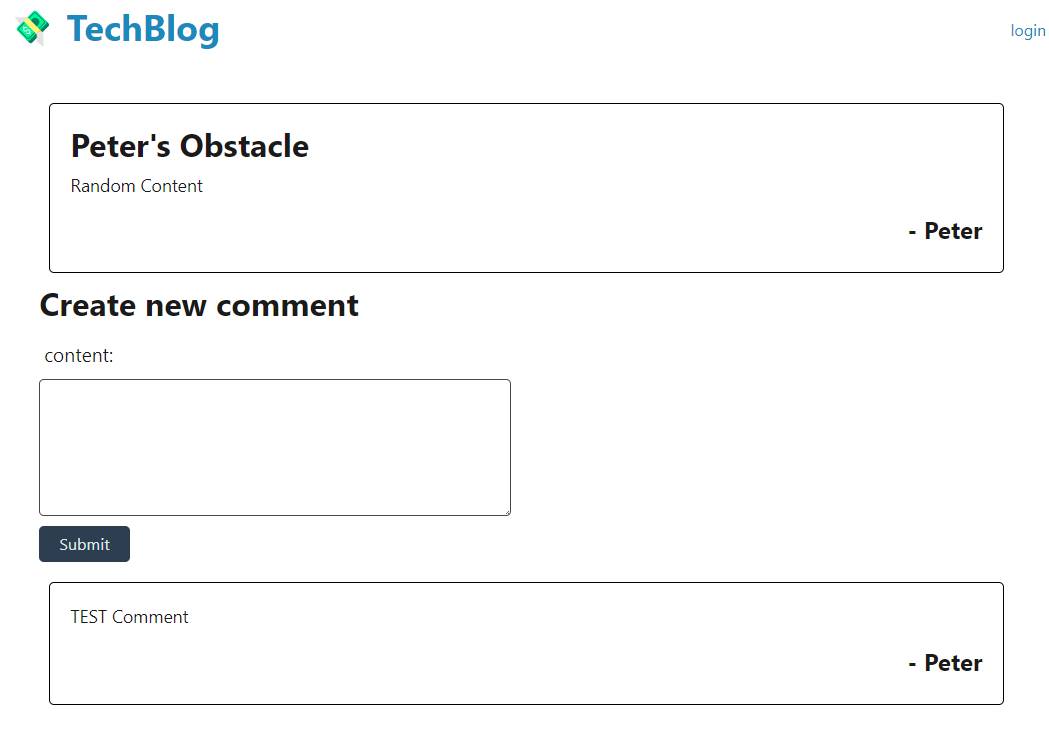 TechBlog
login
Peter's Obstacle
Random Content
- Peter
Create new comment
content:
Submit
TEST Comment
- Peter